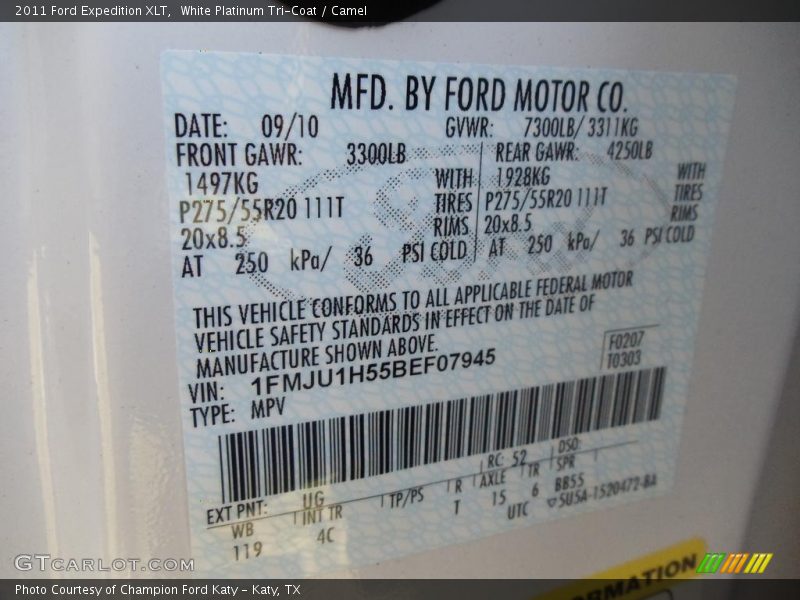 2011 Ford Expedition XLT, White Platinum Tri-Coat / Camel
MFD. BY FORD MOTOR CO.
DATE: 09/10 GVWR: 7300LB/ 3311KG
FRONT GAWR: 3300LB REAR GAWR: 4250LB
1497KG WITH 1928KG WITH
P275/55R20 111T TIRES P275/55R20 111T TIRES
20x8.5 RIMS 20x8.5 RIMS
AT 250 kPa/ 36 PSI COLD AT 250 kPa/ 36 PSI COLD
THIS VEHICLE CONFORMS TO ALL APPLICABLE FEDERAL MOTOR
VEHICLE SAFETY STANDARDS IN EFFECT ON THE DATE OF
MANUFACTURE SHOWN ABOVE.
F0207
T0303
VIN: 1FMJU1H55BEF07945
TYPE: MPV
EXT PNT: UG RC: 52 DSO:
WB INT TR TP/PS R AXLE TR SPR
119 4C T 15 6 BB55
UTC 5U5A-1520472-BA
GTCARLOT.COM
Photo Courtesy of Champion Ford Katy - Katy, TX